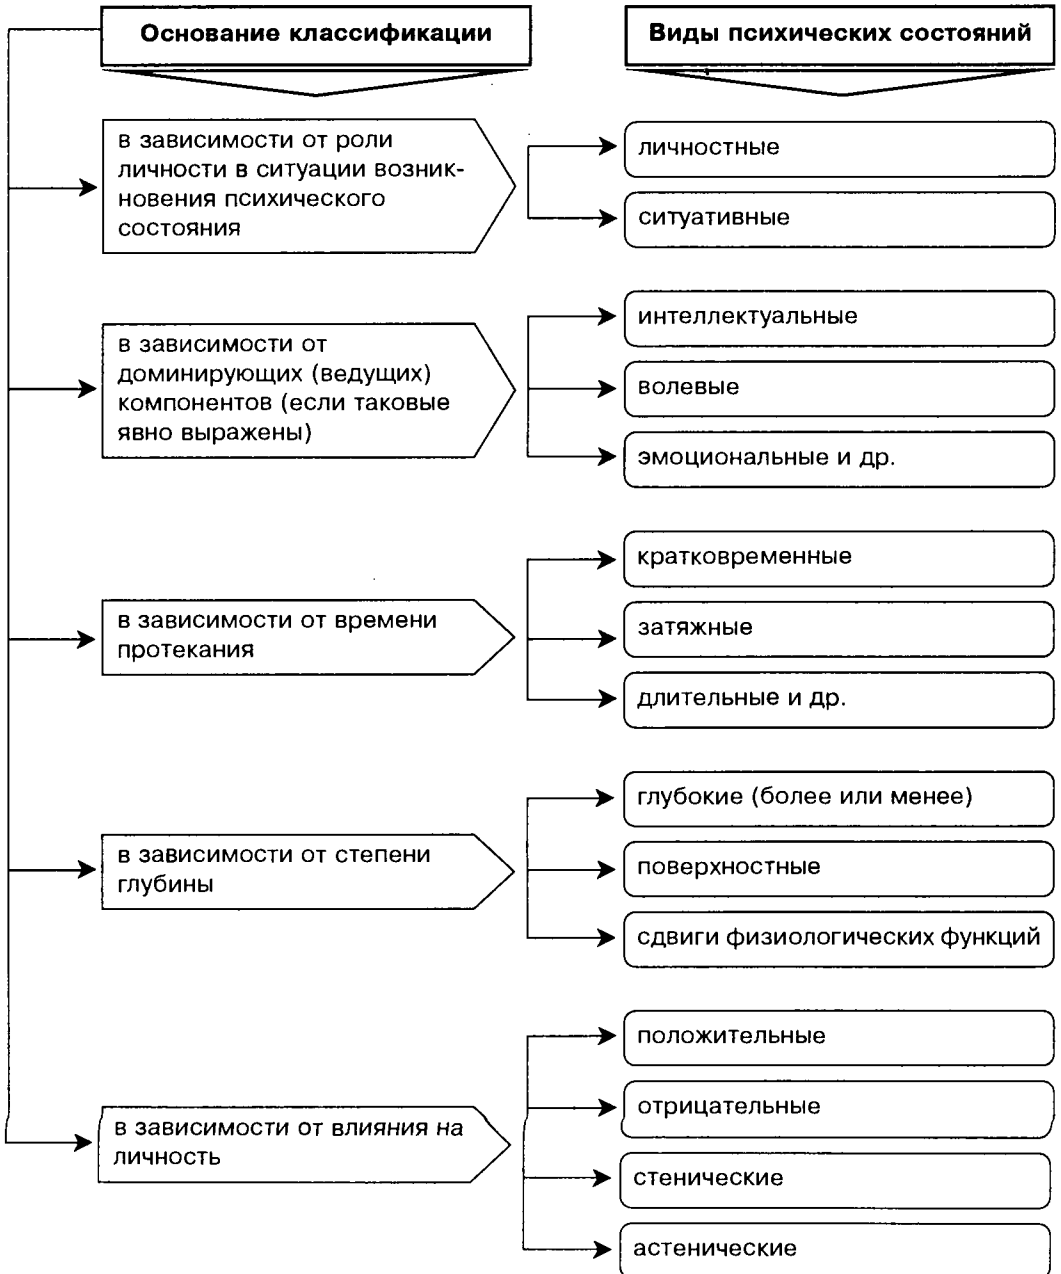 Основание классификации
Виды психических состояний
в зависимости от роли
личности в ситуации возник-
новения психического
состояния
личностные
ситуативные
в зависимости от
доминирующих (ведущих)
компонентов (если таковые
явно выражены)
интеллектуальные
волевые
эмоциональные и др.
в зависимости от времени
протекания
кратковременные
затяжные
длительные и др.
в зависимости от степени
глубины
глубокие (более или менее)
поверхностные
сдвиги физиологических функций
в зависимости от влияния на
личность
положительные
отрицательные
стенические
астенические